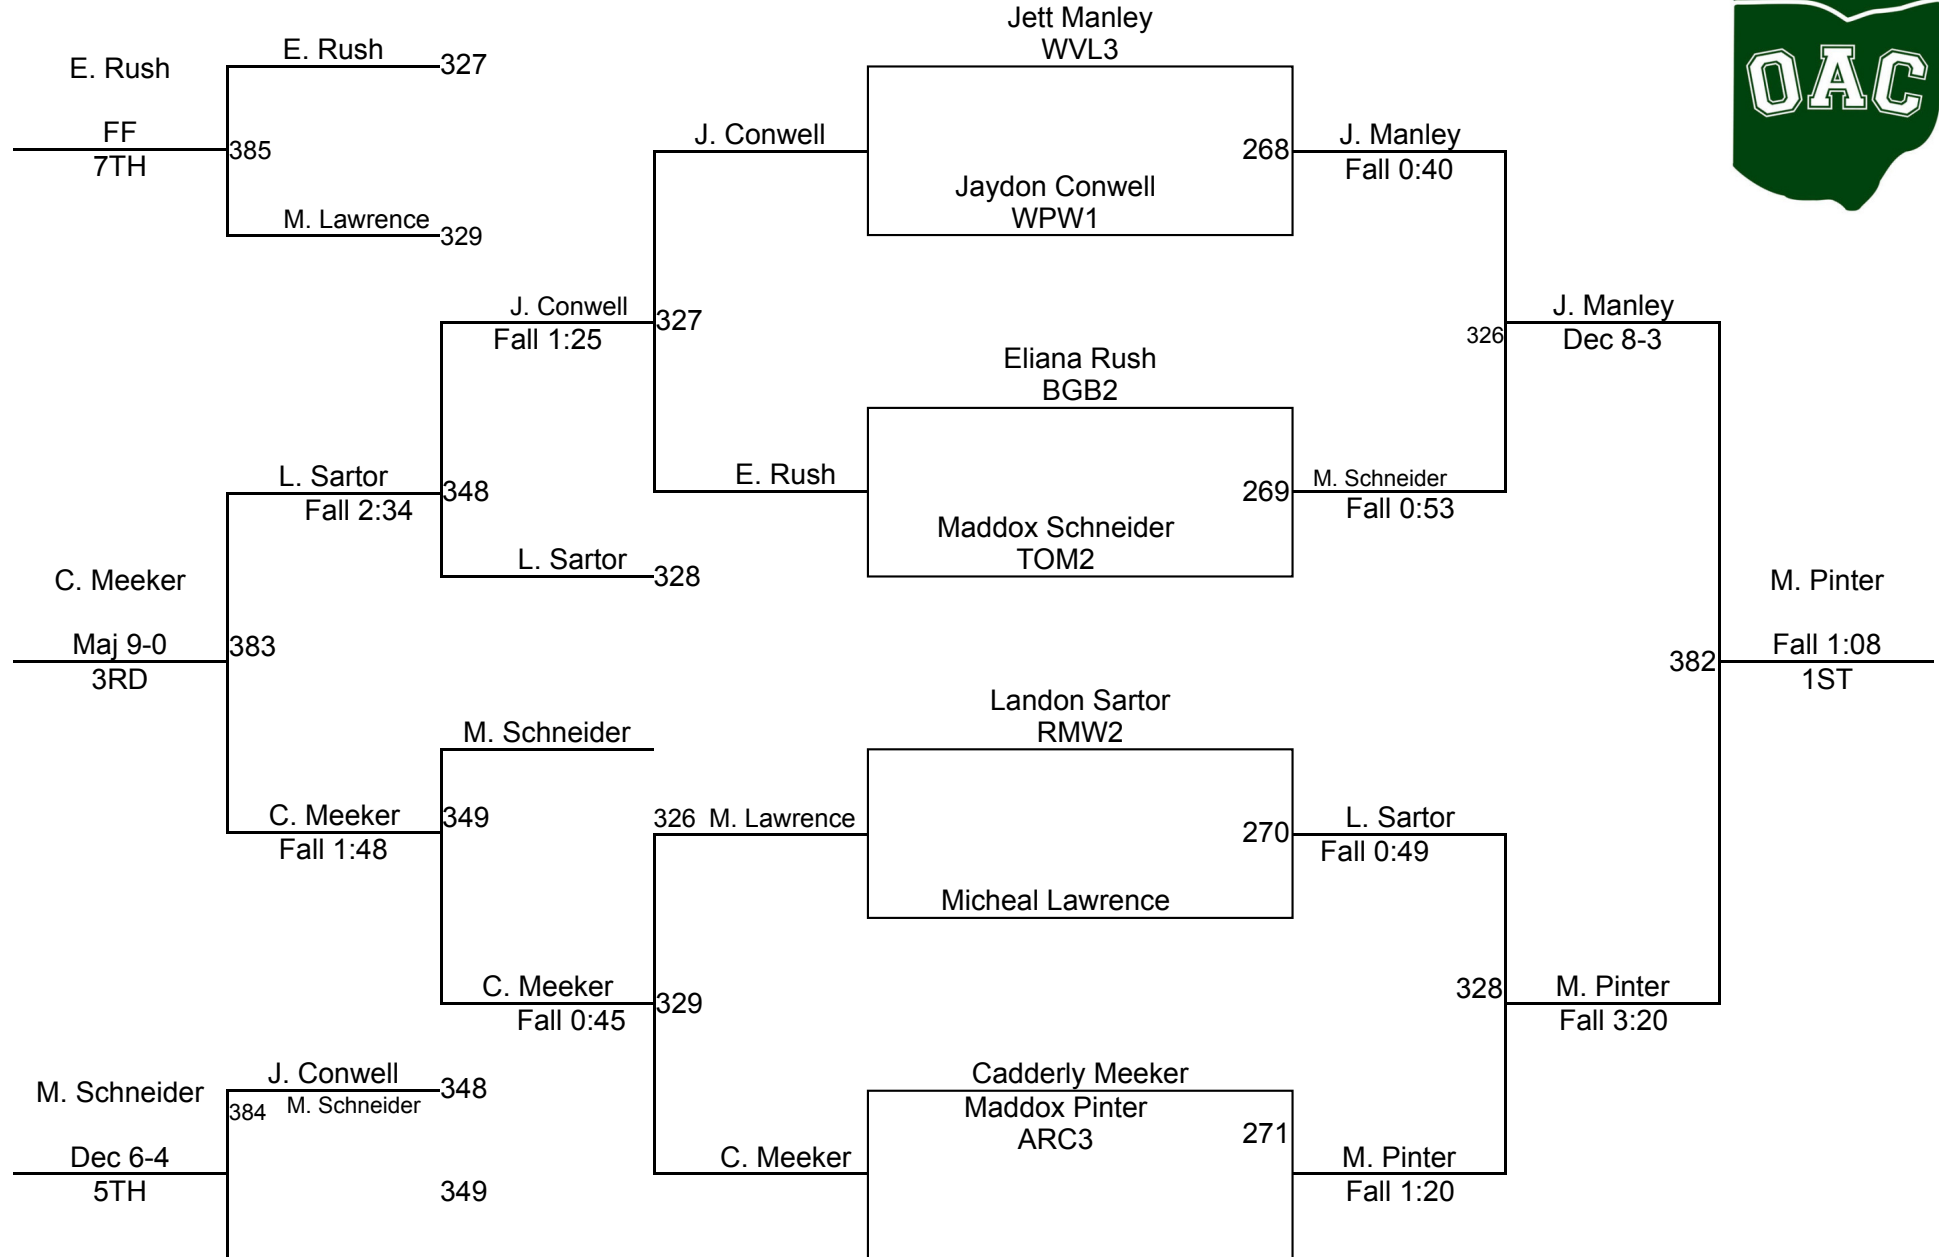 Jett Manley
WVL3
OAC
E. Rush
E. Rush
327
FF
385
7TH
M. Lawrence
329
J. Conwell
268
J. Manley
Fall 0:40
Jaydon Conwell
WPW1
J. Conwell
327
Fall 1:25
326
J. Manley
Dec 8-3
Eliana Rush
BGB2
L. Sartor
348
Fall 2:34
E. Rush
269
M. Schneider
Fall 0:53
Maddox Schneider
TOM2
L. Sartor
328
C. Meeker
Maj 9-0
383
3RD
M. Pinter
382
Fall 1:08
1ST
Landon Sartor
RMW2
M. Schneider
C. Meeker
349
Fall 1:48
326 M. Lawrence
270
L. Sartor
Fall 0:49
Micheal Lawrence
C. Meeker
329
Fall 0:45
328
M. Pinter
Fall 3:20
M. Schneider
J. Conwell
348
384 M. Schneider
Dec 6-4
5TH
349
Cadderly Meeker
Maddox Pinter
ARC3
271
C. Meeker
M. Pinter
Fall 1:20